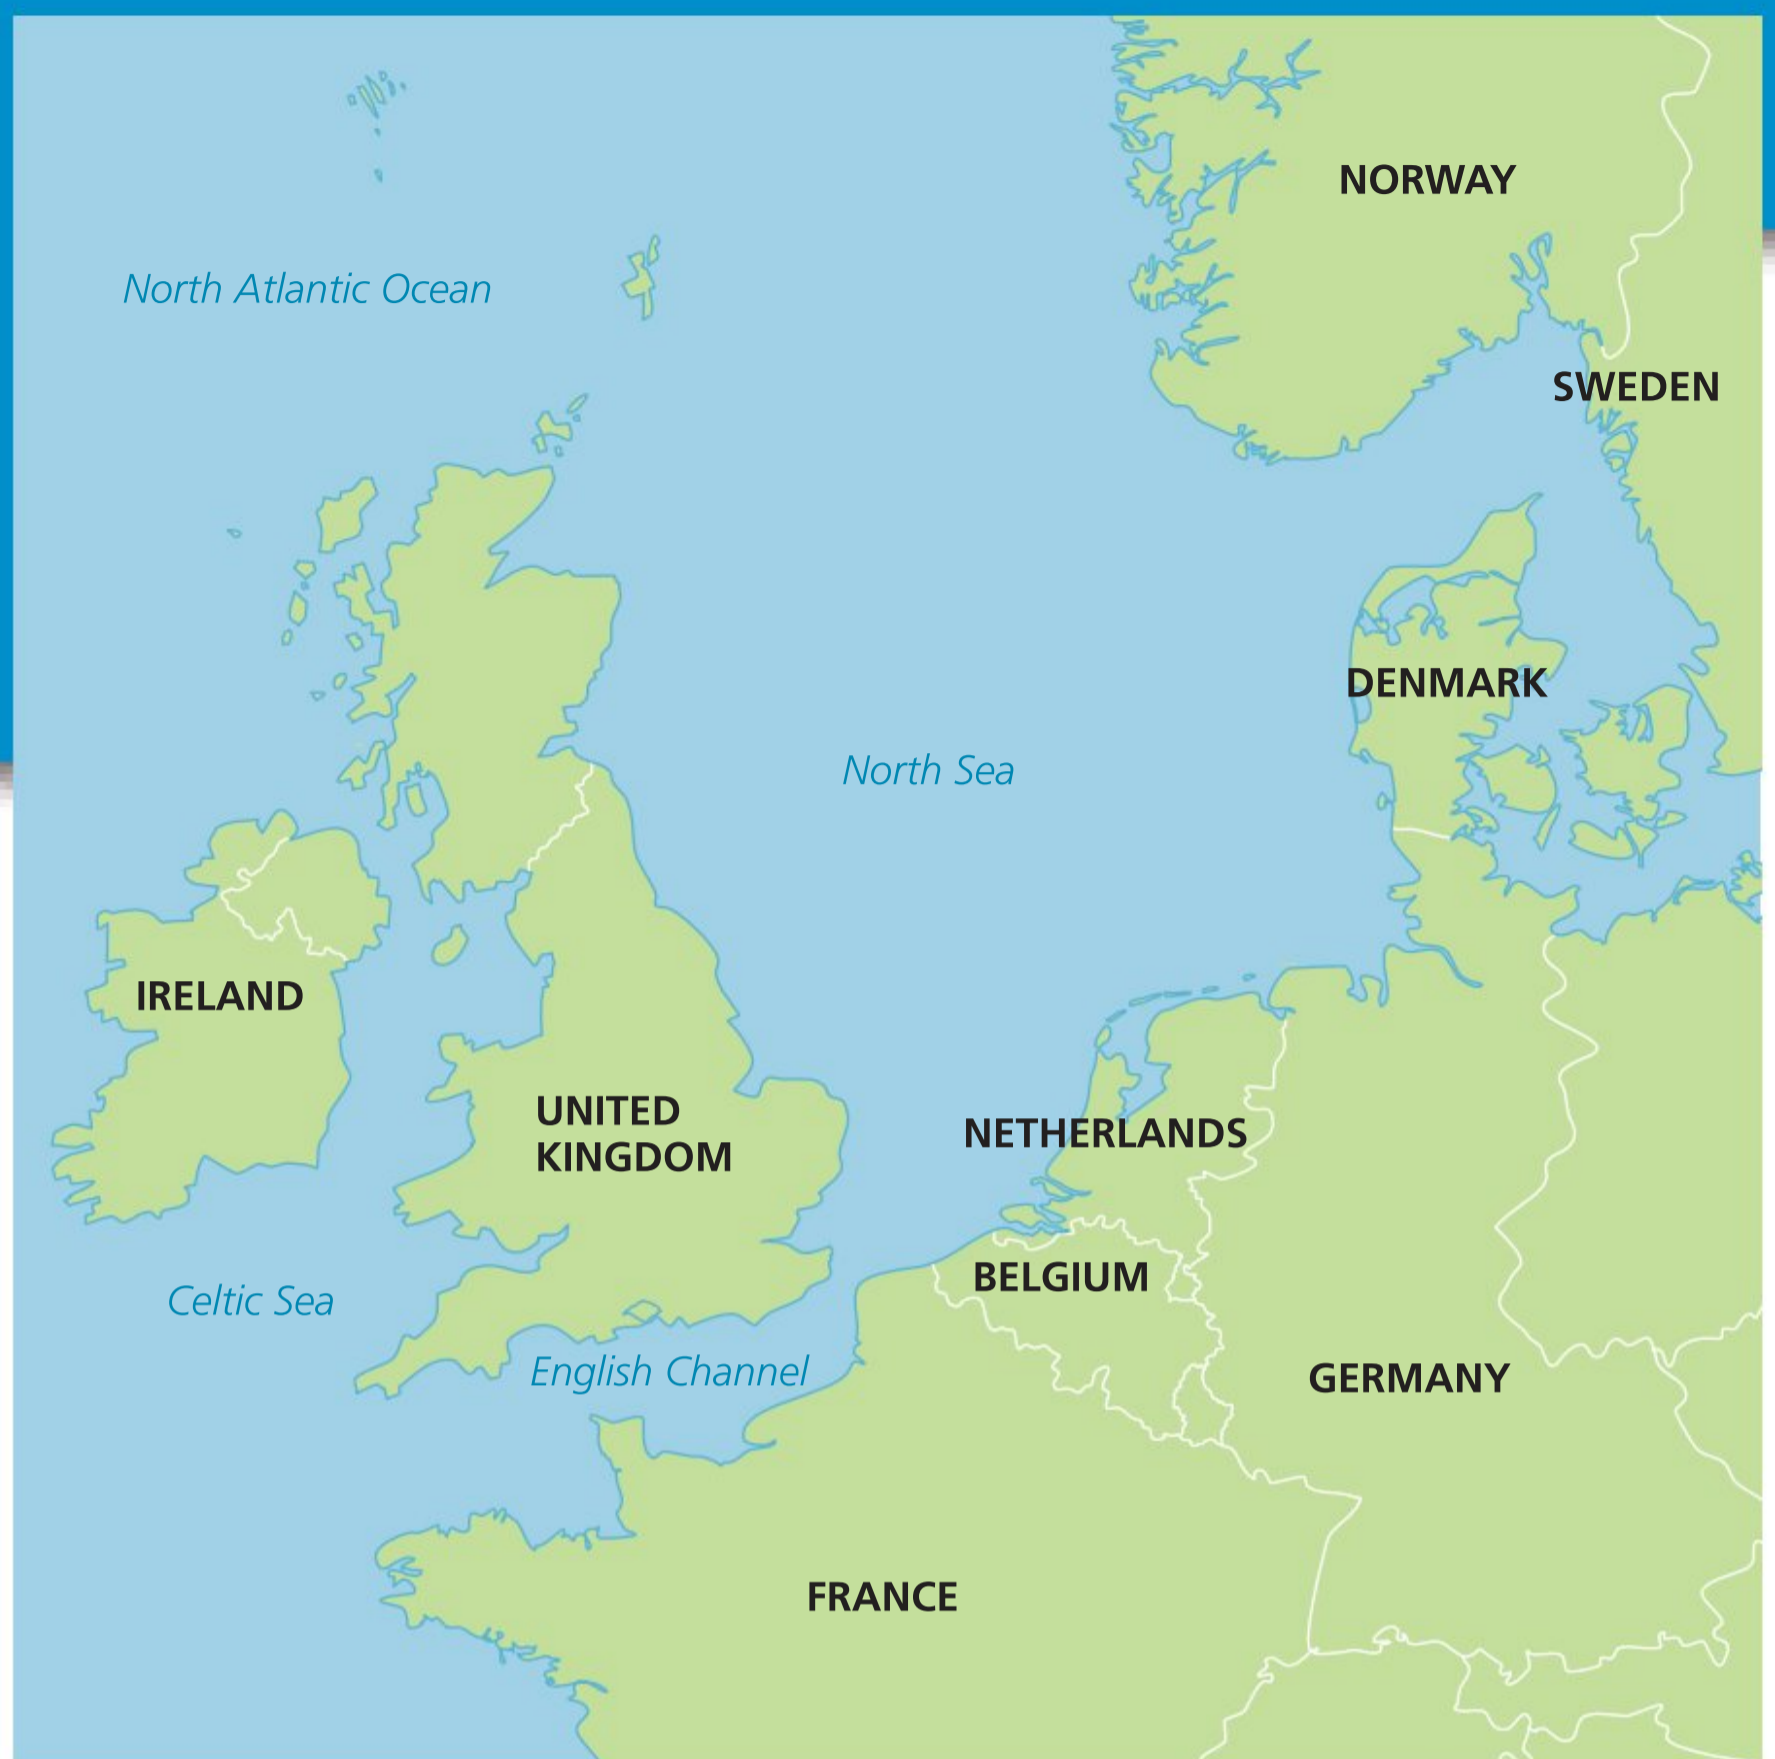 NORWAY
North Atlantic Ocean
SWEDEN
DENMARK
North Sea
IRELAND
UNITED
KINGDOM
NETHERLANDS
BELGIUM
Celtic Sea
English Channel
GERMANY
FRANCE